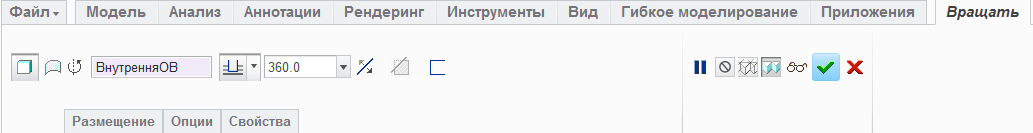 Файл Модель Анализ Аннотации Рендеринг Инструменты Вид Гибкое моделирование Приложения Вращать
ВнутренняОВ 360.0
Размещение Опции Свойства